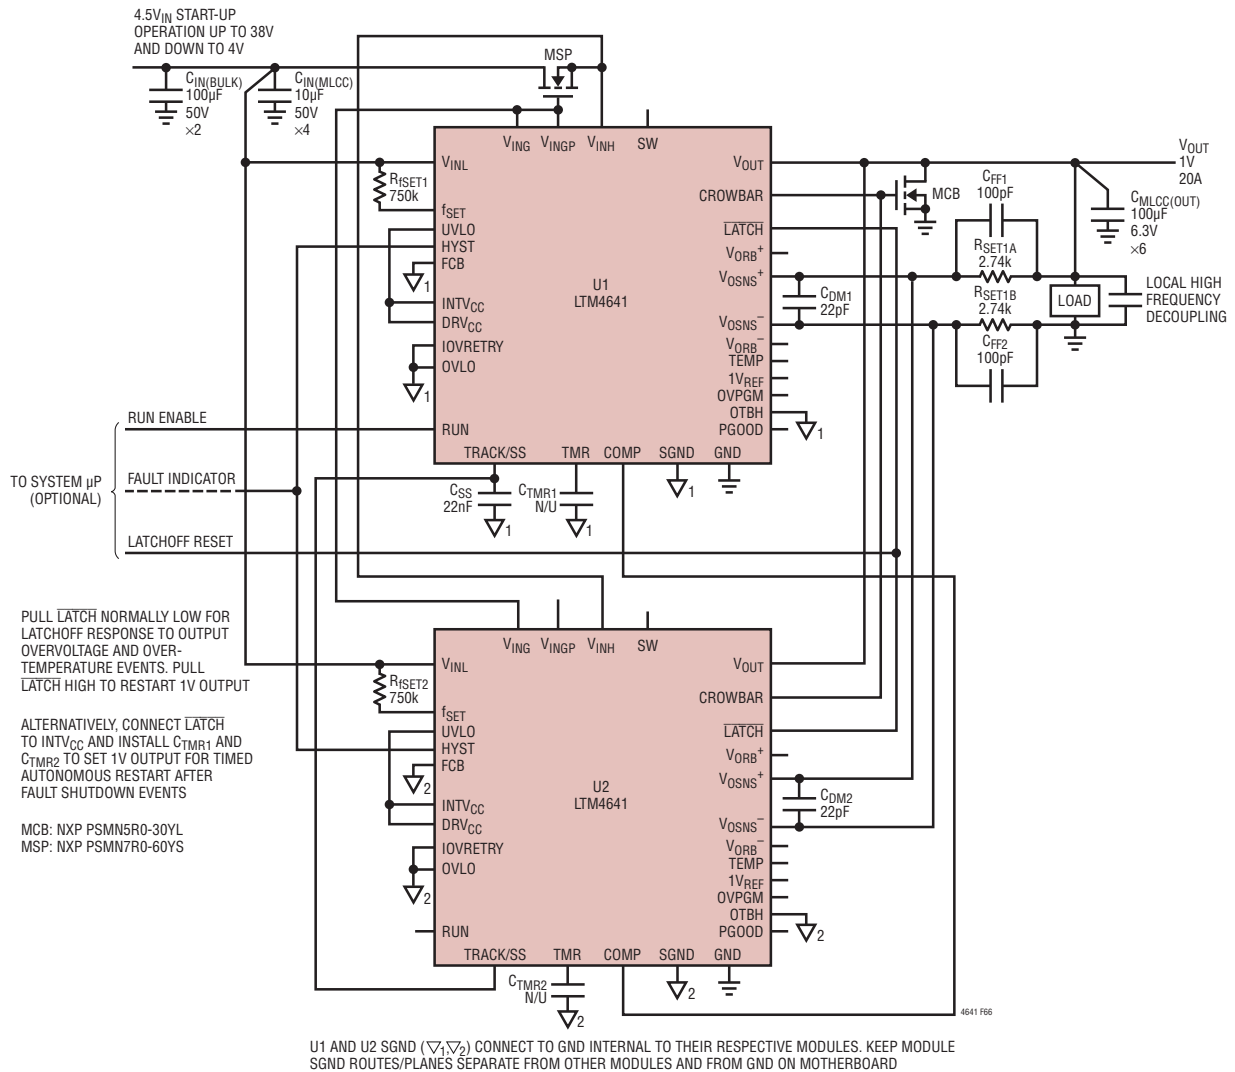 4.5VIN START-UP
OPERATION UP TO 38V
AND DOWN TO 4V
CIN(BULK)
100µF
50V
×2
CIN(MLCC)
10µF
50V
×4
MSP
VING
VINGP
VINH
SW
VINL
RfSET1
750k
fSET
UVLO
HYST
FCB
1
INTVCC
DRVCC
IOVRETRY
OVLO
1
RUN
U1
LTM4641
VOUT
CROWBAR
LATCH
VORB+
VOSNS+
VOSNS–
VORB–
TEMP
1VREF
OVPGM
OTBH
PGOOD
1
TRACK/SS
TMR
COMP
SGND
GND
MCB
VOUT
1V
20A
CFF1
100pF
RSET1A
2.74k
RSET1B
2.74k
CFF2
100pF
CDM1
22pF
CMLCC(OUT)
100µF
6.3V
×6
LOAD
LOCAL HIGH
FREQUENCY
DECOUPLING
TO SYSTEM µP
(OPTIONAL)
RUN ENABLE
FAULT INDICATOR
LATCHOFF RESET
CSS
22nF
1
CTMR1
N/U
1
1
PULL LATCH NORMALLY LOW FOR
LATCHOFF RESPONSE TO OUTPUT
OVERVOLTAGE AND OVER-
TEMPERATURE EVENTS. PULL
LATCH HIGH TO RESTART 1V OUTPUT
ALTERNATIVELY, CONNECT LATCH
TO INTVCC AND INSTALL CTMR1 AND
CTMR2 TO SET 1V OUTPUT FOR TIMED
AUTONOMOUS RESTART AFTER
FAULT SHUTDOWN EVENTS
MCB: NXP PSMN5R0-30YL
MSP: NXP PSMN7R0-60YS
VING
VINGP
VINH
SW
VINL
RfSET2
750k
fSET
UVLO
HYST
FCB
2
INTVCC
DRVCC
IOVRETRY
OVLO
2
RUN
U2
LTM4641
VOUT
CROWBAR
LATCH
VORB+
VOSNS+
VOSNS–
VORB–
TEMP
1VREF
OVPGM
OTBH
PGOOD
2
CDM2
22pF
TRACK/SS
TMR
COMP
SGND
GND
CTMR2
N/U
2
2
4641 F66
U1 AND U2 SGND (▽1,▽2) CONNECT TO GND INTERNAL TO THEIR RESPECTIVE MODULES. KEEP MODULE
SGND ROUTES/PLANES SEPARATE FROM OTHER MODULES AND FROM GND ON MOTHERBOARD